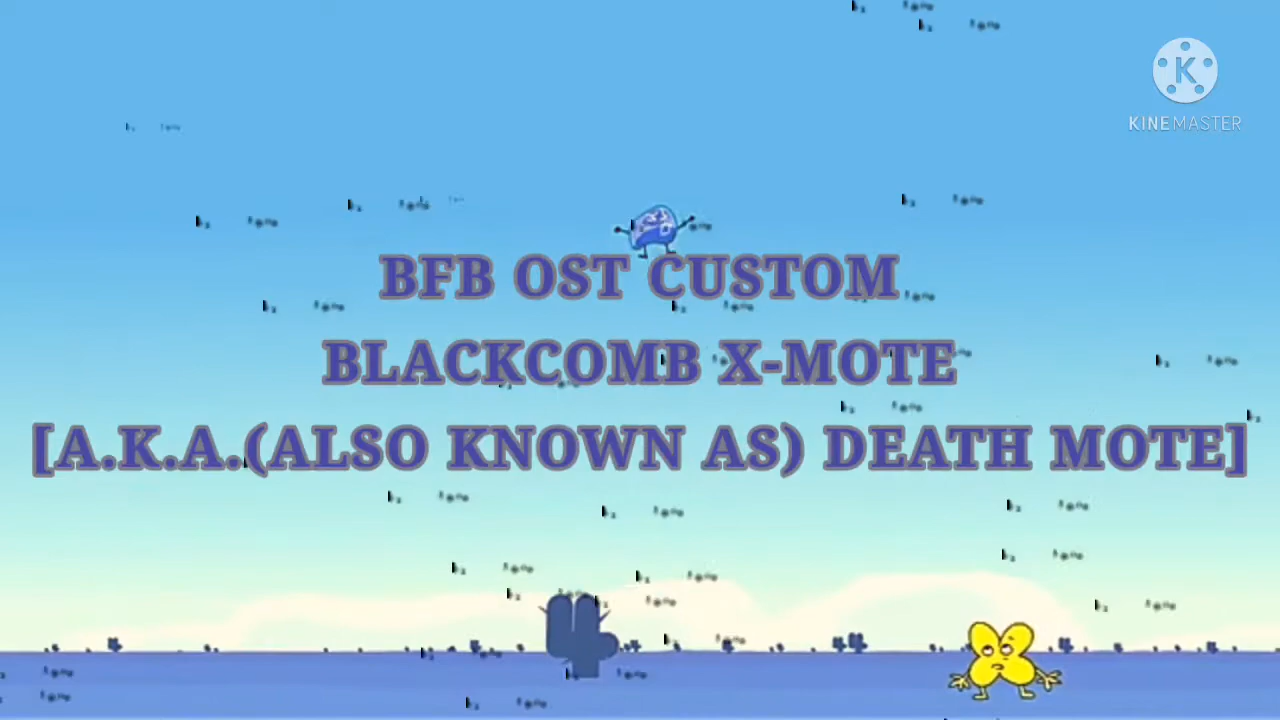 KINEMASTER
BFB OST CUSTOM
BLACKCOMB X-MOTE
[A.K.A.(ALSO KNOWN AS) DEATH MOTE]